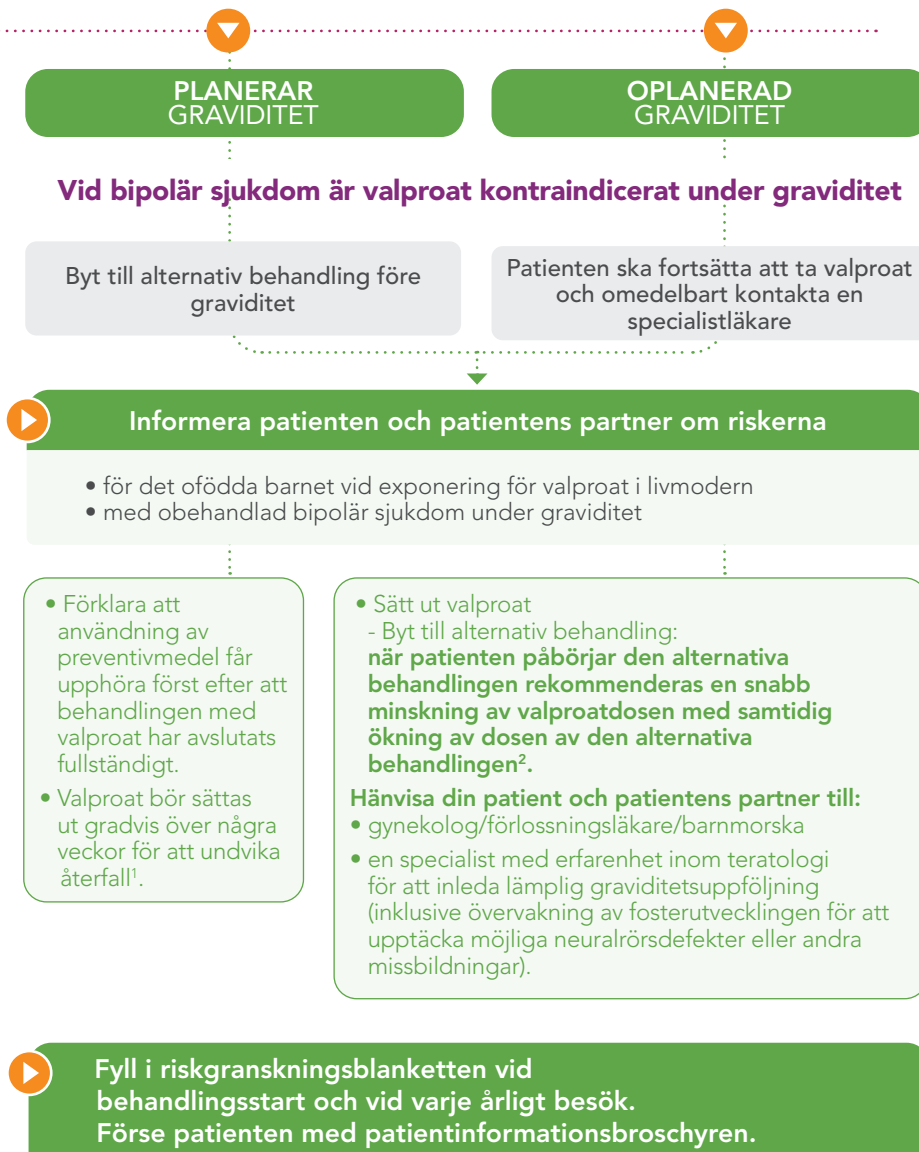 PLANERAR
GRAVIDITET
OPLANERAD
GRAVIDITET
Vid bipolär sjukdom är valproat kontraindicerat under graviditet
Byt till alternativ behandling före
graviditet
Patienten ska fortsätta att ta valproat
och omedelbart kontakta en
specialistläkare
Informera patienten och patientens partner om riskerna
• för det ofödda barnet vid exponering för valproat i livmodern
• med obehandlad bipolär sjukdom under graviditet
• Förklara att
användning av
preventivmedel får
upphöra först efter att
behandlingen med
valproat har avslutats
fullständigt.
• Valproat bör sättas
ut gradvis över några
veckor för att undvika
återfall¹.
• Sätt ut valproat
- Byt till alternativ behandling:
när patienten påbörjar den alternativa
behandlingen rekommenderas en snabb
minskning av valproatdosen med samtidig
ökning av dosen av den alternativa
behandlingen².
Hänvisa din patient och patientens partner till:
• gynekolog/förlossningsläkare/barnmorska
• en specialist med erfarenhet inom teratologi
för att inleda lämplig graviditetsuppföljning
(inklusive övervakning av fosterutvecklingen för att
upptäcka möjliga neuralrörsdefekter eller andra
missbildningar).
Fyll i riskgranskningsblanketten vid
behandlingsstart och vid varje årligt besök.
Förse patienten med patientinformationsbroschyren.